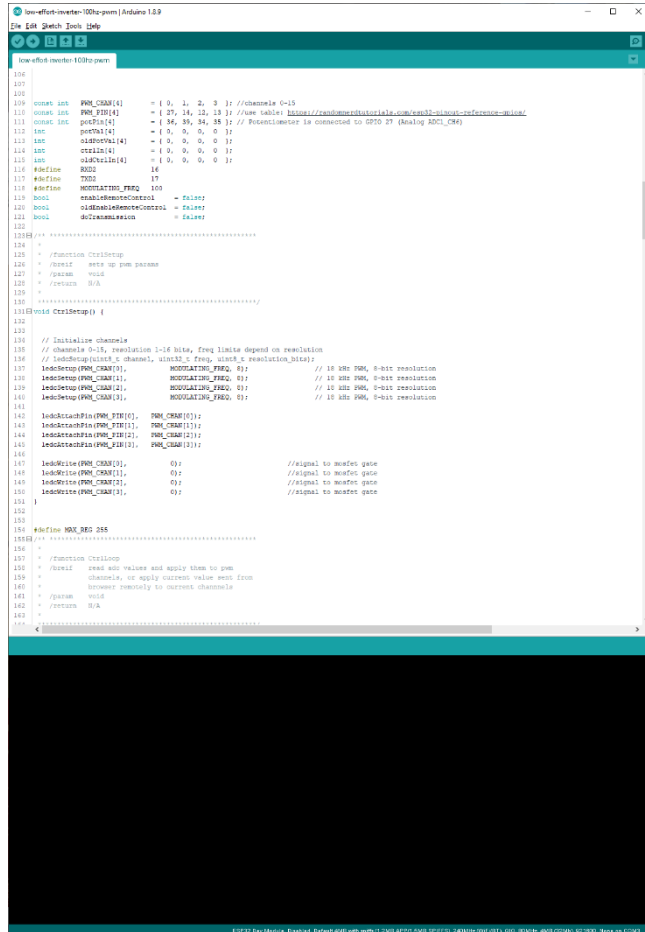 low-effort-inverter-100hz-pwm | Arduino 1.8.9
File Edit Sketch Tools Help
low-effort-inverter-100hz-pwm
106
107
108
109 const int PWM_CHAN[4] = { 0, 1, 2, 3 }; //channels 0-15
110 const int PWM_PIN[4] = { 27, 14, 12, 13 }; //use table: https://randomnerdtutorials.com/esp32-pinout-reference-gpios/
111 const int potPin[4] = { 36, 39, 34, 35 }; // Potentiometer is connected to GPIO 27 (Analog ADC1_CH6)
112 int potVal[4] = { 0, 0, 0, 0 };
113 int oldPotVal[4] = { 0, 0, 0, 0 };
114 int ctrlIn[4] = { 0, 0, 0, 0 };
115 int oldCtrlIn[4] = { 0, 0, 0, 0 };
116 #define RXD2 16
117 #define TXD2 17
118 #define MODULATING_FREQ 100
119 bool enableRemoteControl = false;
120 bool oldEnableRemoteControl = false;
121 bool doTransmission = false;
122
123 /** **************************************************
124 *
125 * /function CtrlSetup
126 * /breif sets up pwm params
127 * /param void
128 * /return N/A
129 *
130 *****************************************************/
131 void CtrlSetup() {
132
133
134 // Initialize channels
135 // channels 0-15, resolution 1-16 bits, freq limits depend on resolution
136 // ledcSetup(uint8_t channel, uint32_t freq, uint8_t resolution_bits);
137 ledcSetup(PWM_CHAN[0], MODULATING_FREQ, 8); // 18 kHz PWM, 8-bit resolution
138 ledcSetup(PWM_CHAN[1], MODULATING_FREQ, 8); // 18 kHz PWM, 8-bit resolution
139 ledcSetup(PWM_CHAN[2], MODULATING_FREQ, 8); // 18 kHz PWM, 8-bit resolution
140 ledcSetup(PWM_CHAN[3], MODULATING_FREQ, 8); // 18 kHz PWM, 8-bit resolution
141
142 ledcAttachPin(PWM_PIN[0], PWM_CHAN[0]);
143 ledcAttachPin(PWM_PIN[1], PWM_CHAN[1]);
144 ledcAttachPin(PWM_PIN[2], PWM_CHAN[2]);
145 ledcAttachPin(PWM_PIN[3], PWM_CHAN[3]);
146
147 ledcWrite(PWM_CHAN[0], 0); //signal to mosfet gate
148 ledcWrite(PWM_CHAN[1], 0); //signal to mosfet gate
149 ledcWrite(PWM_CHAN[2], 0); //signal to mosfet gate
150 ledcWrite(PWM_CHAN[3], 0); //signal to mosfet gate
151 }
152
153
154 #define MAX_REG 255
155 /** **************************************************
156 *
157 * /function CtrlLoop
158 * /breif read adc values and apply them to pwm
159 * channels, or apply current value sent from
160 * browser remotely to current channels
161 * /param void
162 * /return N/A
163 *